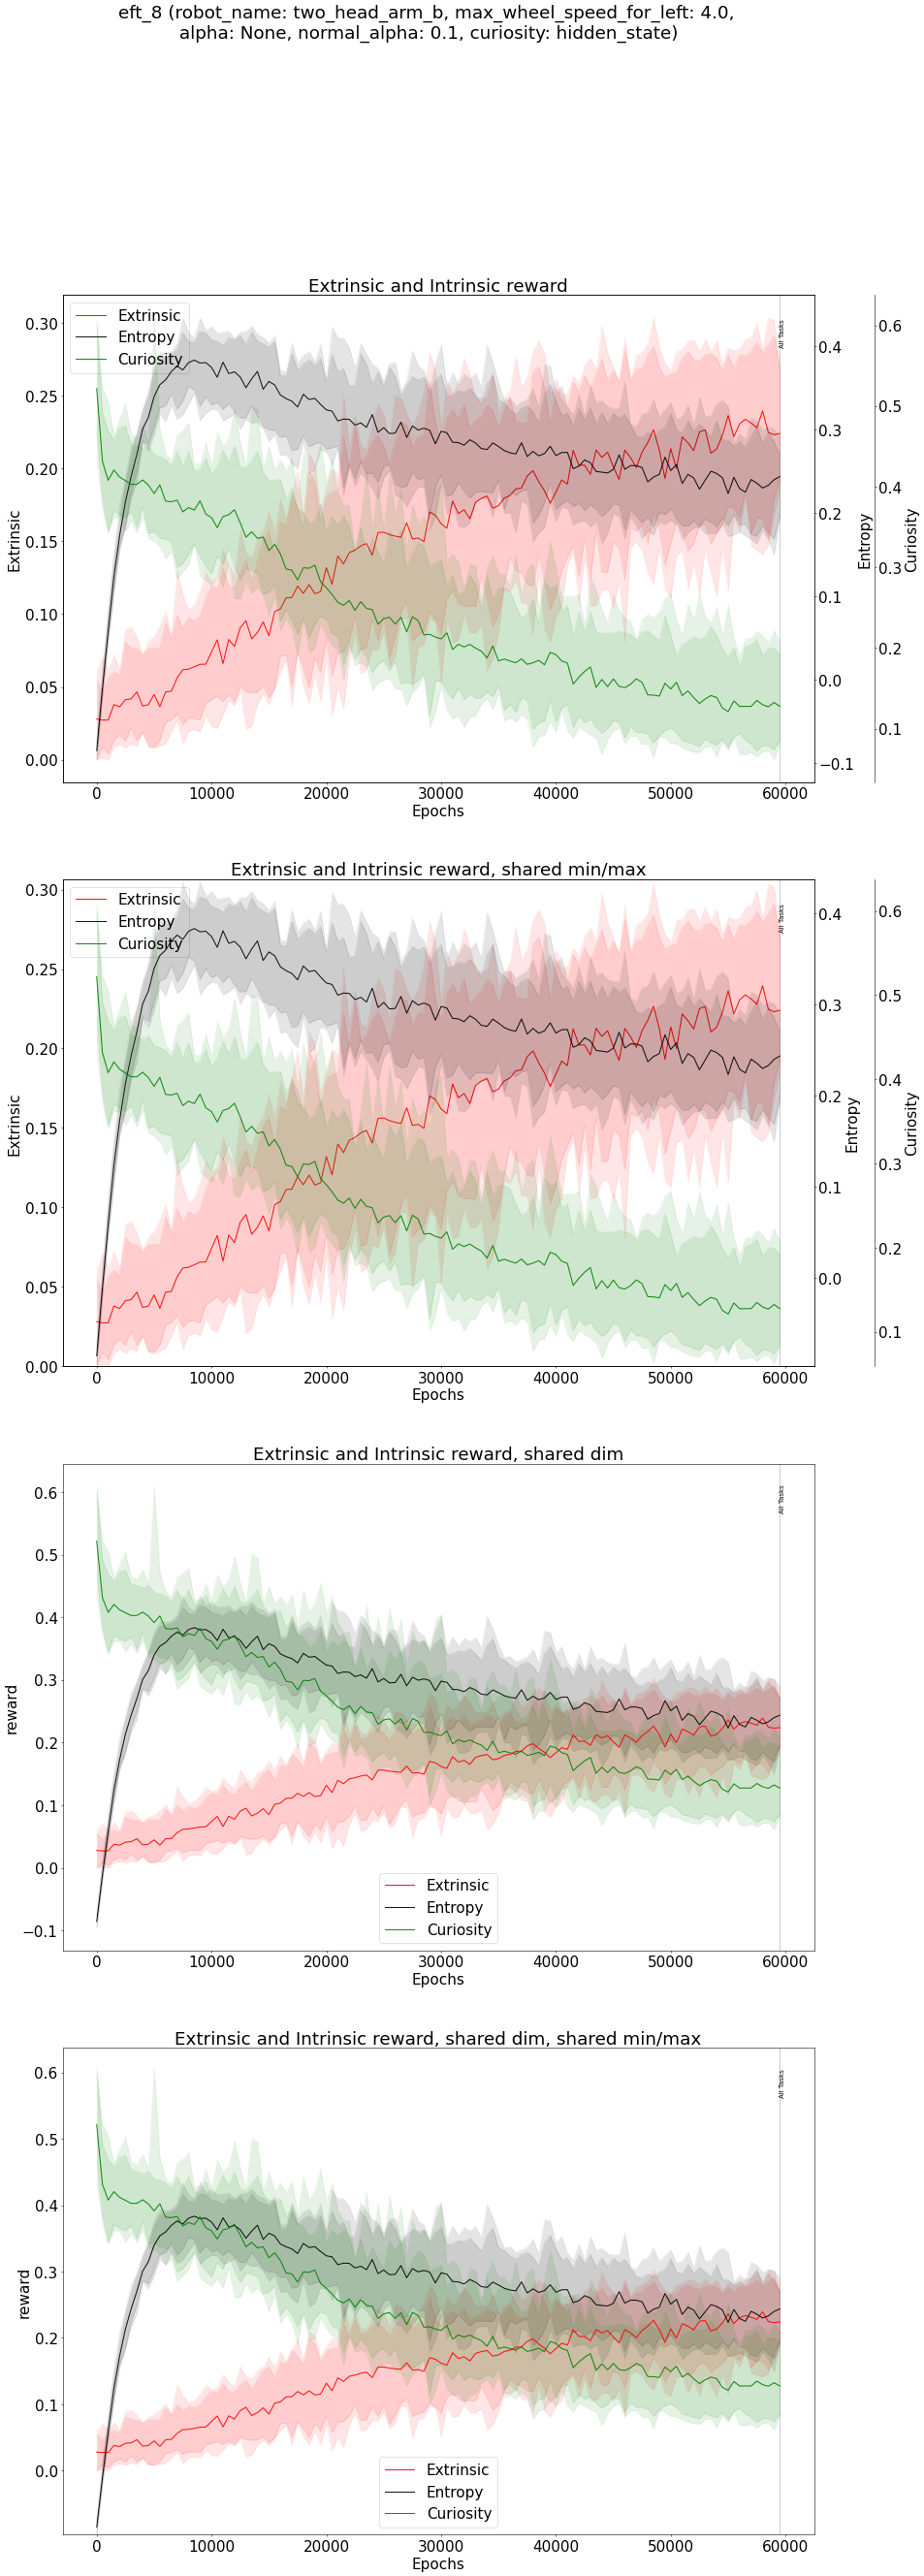 eft_8 (robot_name: two_head_arm_b, max_wheel_speed_for_left: 4.0,
alpha: None, normal_alpha: 0.1, curiosity: hidden_state)
Extrinsic and Intrinsic reward
Extrinsic
Entropy
Curiosity
All Tasks
0.30
0.25
0.20
0.15
0.10
0.05
0.00
Extrinsic
0.4
0.3
0.2
0.1
0.0
−0.1
Entropy
0.6
0.5
0.4
0.3
0.2
0.1
Curiosity
0 10000 20000 30000 40000 50000 60000
Epochs
Extrinsic and Intrinsic reward, shared min/max
Extrinsic
Entropy
Curiosity
All Tasks
0.30
0.25
0.20
0.15
0.10
0.05
0.00
Extrinsic
0.4
0.3
0.2
0.1
0.0
Entropy
0.6
0.5
0.4
0.3
0.2
0.1
Curiosity
0 10000 20000 30000 40000 50000 60000
Epochs
Extrinsic and Intrinsic reward, shared dim
All Tasks
0.6
0.5
0.4
0.3
0.2
0.1
0.0
−0.1
reward
Extrinsic
Entropy
Curiosity
0 10000 20000 30000 40000 50000 60000
Epochs
Extrinsic and Intrinsic reward, shared dim, shared min/max
All Tasks
0.6
0.5
0.4
0.3
0.2
0.1
0.0
reward
Extrinsic
Entropy
Curiosity
0 10000 20000 30000 40000 50000 60000
Epochs